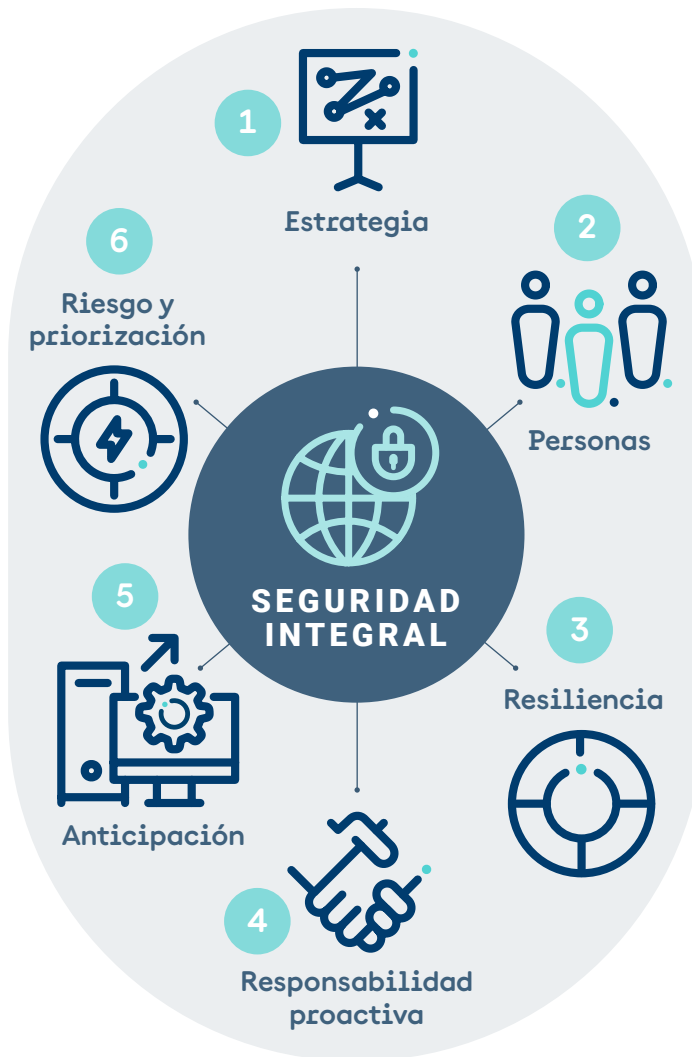 1
Estrategia
2
Personas
3
Resiliencia
4
Responsabilidad
proactiva
5
Anticipación
6
Riesgo y
priorización
SEGURIDAD
INTEGRAL